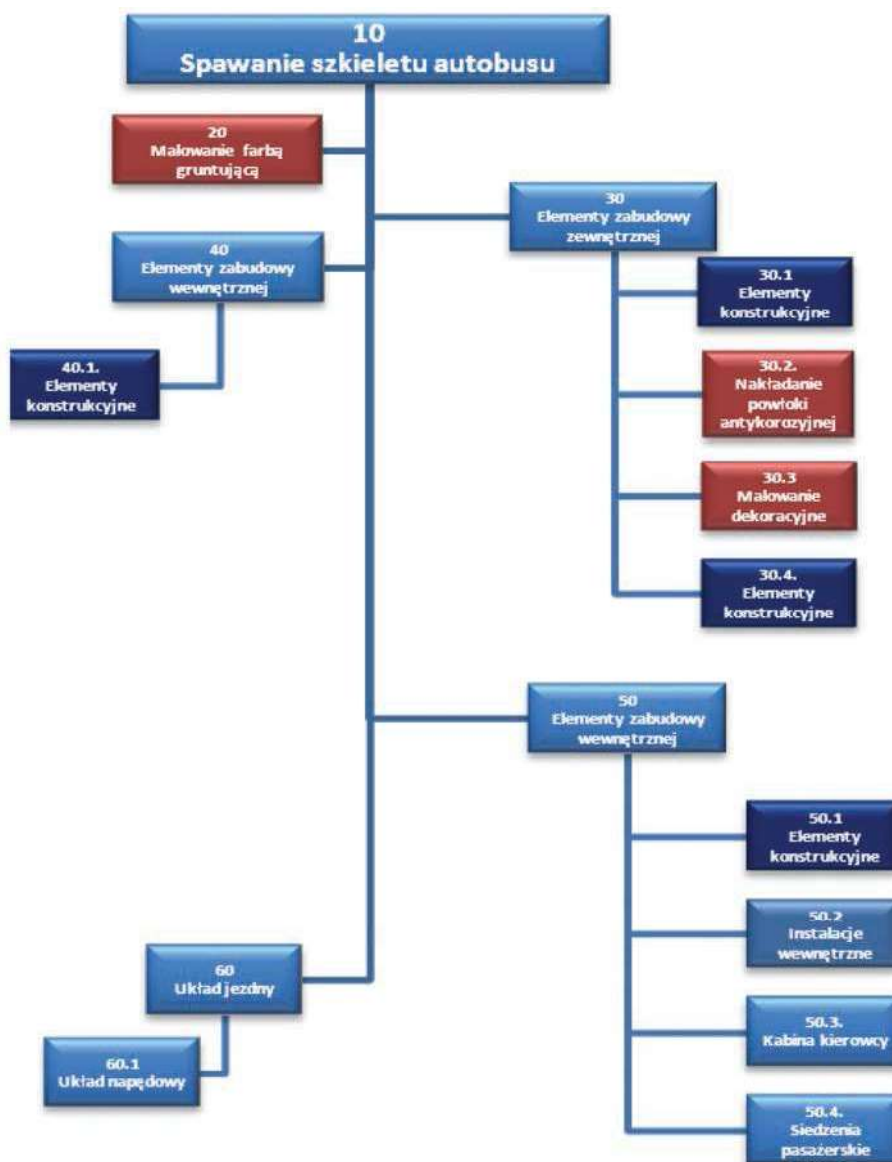 10
Spawanie szkieletu autobusu
20
Malowanie farbą
gruntującą
30
Elementy zabudowy
zewnętrznej
40
Elementy zabudowy
wewnętrznej
30.1
Elementy
konstrukcyjne
40.1.
Elementy
konstrukcyjne
30.2.
Nakładanie
powłoki
antykorozyjnej
30.3
Malowanie
dekoracyjne
30.4.
Elementy
konstrukcyjne
50
Elementy zabudowy
wewnętrznej
50.1
Elementy
konstrukcyjne
50.2
Instalacje
wewnętrzne
60
Układ jezdny
50.3.
Kabina kierowcy
60.1
Układ napędowy
50.4.
Siedzenia
pasażerskie